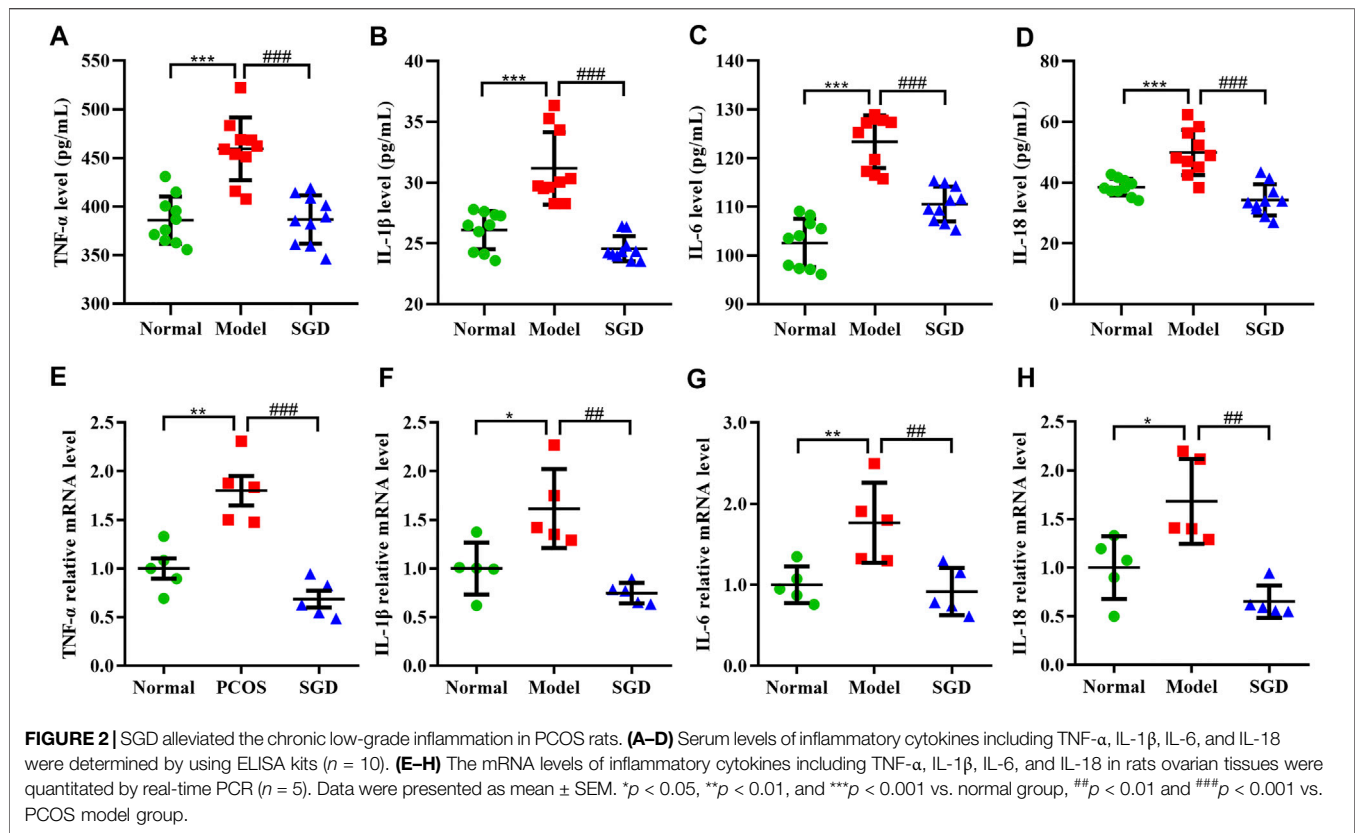 A
B
C
D
TNF-α level (pg/mL)
550
500
450
400
350
300
***
###
Normal
Model
SGD
IL-1β level (pg/mL)
40
35
30
25
20
***
###
Normal
Model
SGD
IL-6 level (pg/mL)
140
130
120
110
100
90
***
###
Normal
Model
SGD
IL-18 level (pg/mL)
80
60
40
20
0
***
###
Normal
Model
SGD
E
F
G
H
TNF-α relative mRNA level
2.5
2.0
1.5
1.0
0.5
0.0
**
###
Normal
PCOS
SGD
IL-1β relative mRNA level
2.5
2.0
1.5
1.0
0.5
0.0
*
##
Normal
Model
SGD
IL-6 relative mRNA level
3.0
2.0
1.0
0.0
**
##
Normal
Model
SGD
IL-18 relative mRNA level
2.5
2.0
1.5
1.0
0.5
0.0
*
##
Normal
Model
SGD
FIGURE 2 | SGD alleviated the chronic low-grade inflammation in PCOS rats. (A–D) Serum levels of inflammatory cytokines including TNF-α, IL-1β, IL-6, and IL-18
were determined by using ELISA kits (n = 10). (E–H) The mRNA levels of inflammatory cytokines including TNF-α, IL-1β, IL-6, and IL-18 in rats ovarian tissues were
quantitated by real-time PCR (n = 5). Data were presented as mean ± SEM. *p < 0.05, **p < 0.01, and ***p < 0.001 vs. normal group, ##p < 0.01 and ###p < 0.001 vs.
PCOS model group.